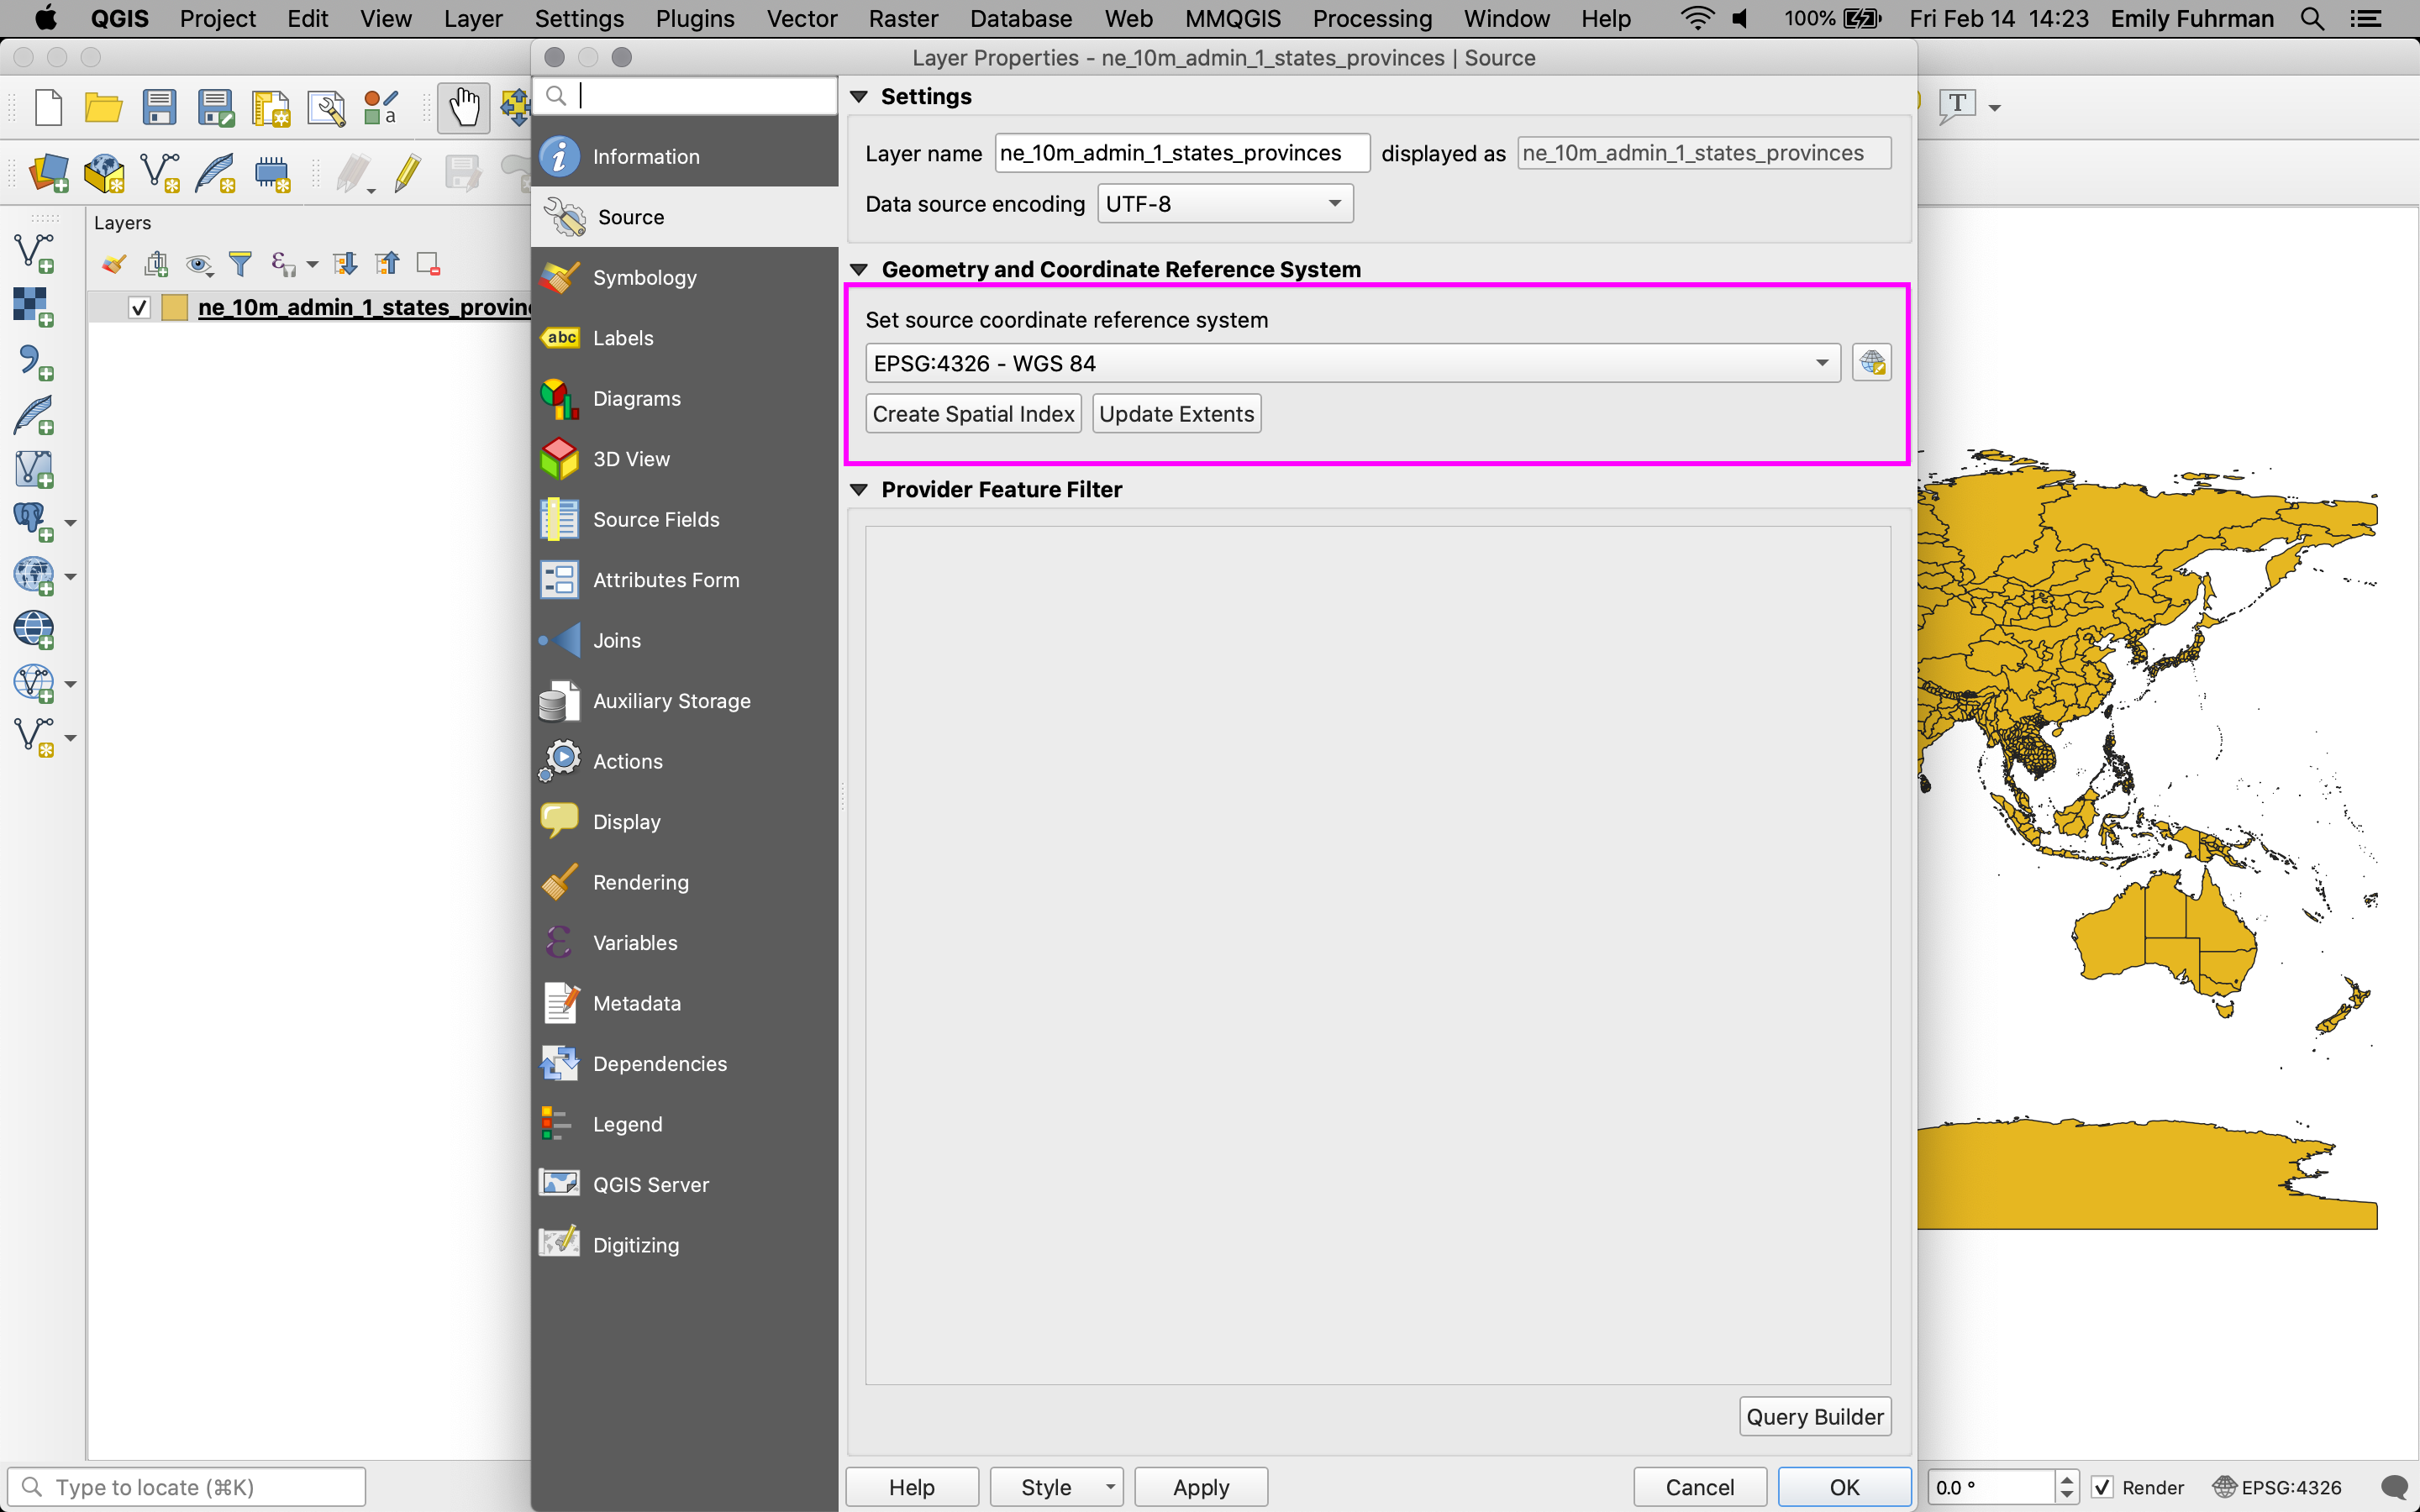 QGIS Project Edit View Layer Settings Plugins Vector Raster Database Web MMQGIS Processing Window Help 100% Fri Feb 14 14:23 Emily Fuhrman
Layer Properties - ne_10m_admin_1_states_provinces | Source
a
T
Layers
ne_10m_admin_1_states_provin
Information
Source
Symbology
abc Labels
Diagrams
3D View
Source Fields
Attributes Form
Joins
Auxiliary Storage
Actions
Display
Rendering
Variables
Metadata
Dependencies
Legend
QGIS Server
Digitizing
Settings
Layer name ne_10m_admin_1_states_provinces displayed as ne_10m_admin_1_states_provinces
Data source encoding UTF-8
Geometry and Coordinate Reference System
Set source coordinate reference system
EPSG:4326 - WGS 84
Create Spatial Index Update Extents
Provider Feature Filter
Query Builder
Type to locate (⌘K)
Help Style Apply Cancel OK
0.0 ° Render EPSG:4326